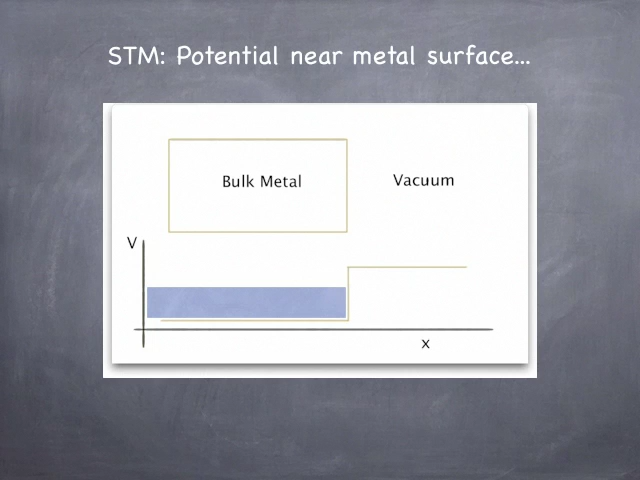 STM: Potential near metal surface...
Bulk Metal
Vacuum
V
x